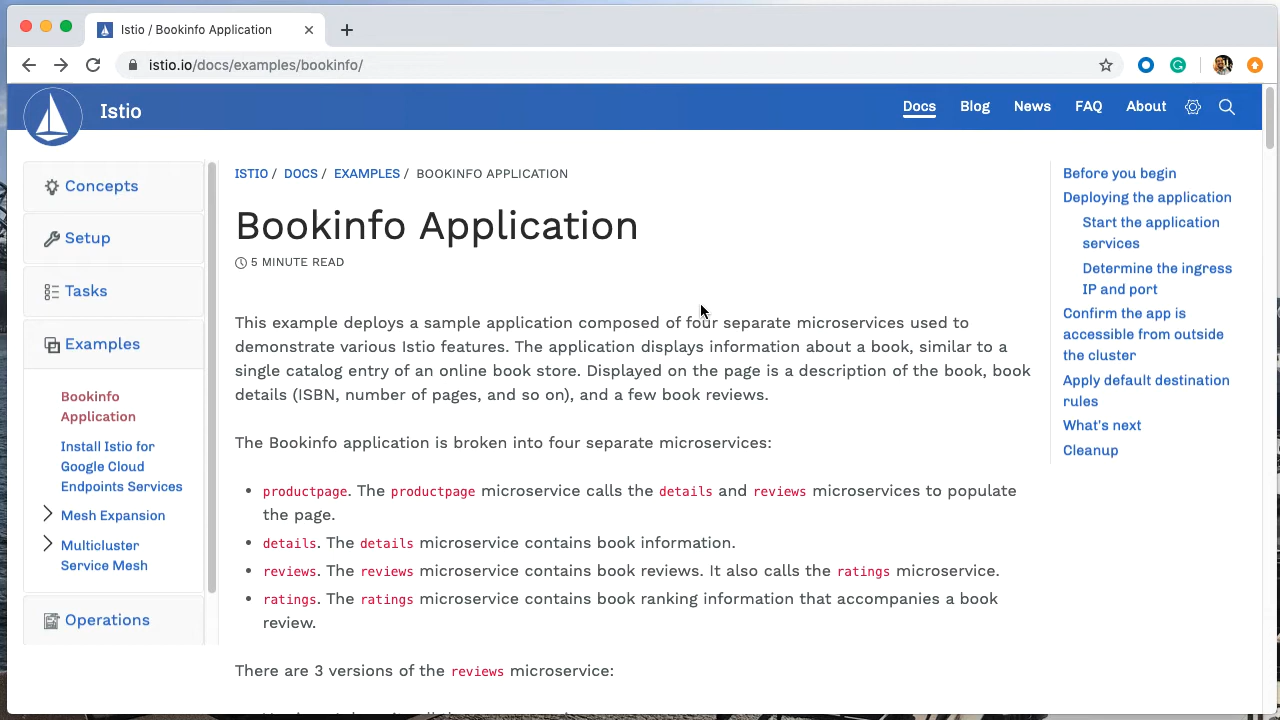 Istio / Bookinfo Application
istio.io/docs/examples/bookinfo/
Istio
Docs
Blog
News
FAQ
About
Concepts
Setup
Tasks
Examples
Bookinfo
Application
Install Istio for
Google Cloud
Endpoints Services
Mesh Expansion
Multicluster
Service Mesh
Operations
ISTIO / DOCS / EXAMPLES / BOOKINFO APPLICATION
Bookinfo Application
5 MINUTE READ
This example deploys a sample application composed of four separate microservices used to
demonstrate various Istio features. The application displays information about a book, similar to a
single catalog entry of an online book store. Displayed on the page is a description of the book, book
details (ISBN, number of pages, and so on), and a few book reviews.
The Bookinfo application is broken into four separate microservices:
• productpage. The productpage microservice calls the details and reviews microservices to populate
the page.
• details. The details microservice contains book information.
• reviews. The reviews microservice contains book reviews. It also calls the ratings microservice.
• ratings. The ratings microservice contains book ranking information that accompanies a book
review.
There are 3 versions of the reviews microservice:
Before you begin
Deploying the application
Start the application
services
Determine the ingress
IP and port
Confirm the app is
accessible from outside
the cluster
Apply default destination
rules
What's next
Cleanup